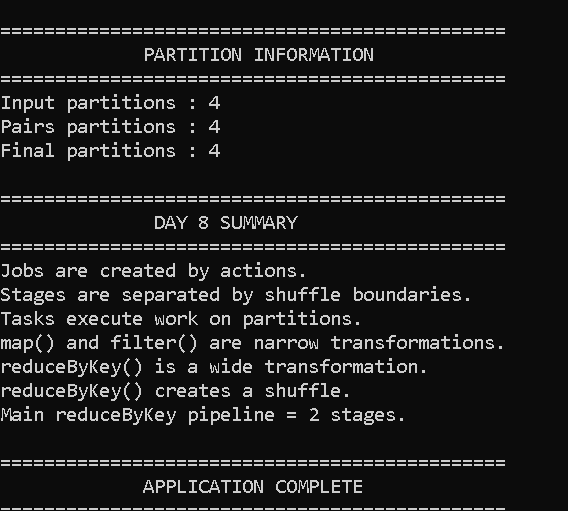 ==============================================
PARTITION INFORMATION
==============================================
Input partitions : 4
Pairs partitions : 4
Final partitions : 4
==============================================
DAY 8 SUMMARY
==============================================
Jobs are created by actions.
Stages are separated by shuffle boundaries.
Tasks execute work on partitions.
map() and filter() are narrow transformations.
reduceByKey() is a wide transformation.
reduceByKey() creates a shuffle.
Main reduceByKey pipeline = 2 stages.
==============================================
APPLICATION COMPLETE
==============================================